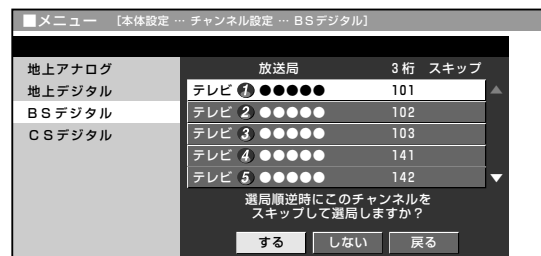 ■メニュー [本体設定 … チャンネル設定 … BSデジタル]
地上アナログ
地上デジタル
BSデジタル
CSデジタル
放送局 3桁 スキップ
テレビ 1 ●●●●● 101
テレビ 2 ●●●●● 102
テレビ 3 ●●●●● 103
テレビ 4 ●●●●● 141
テレビ 5 ●●●●● 142
選局順逆時にこのチャンネルを
スキップして選局しますか？
する しない 戻る